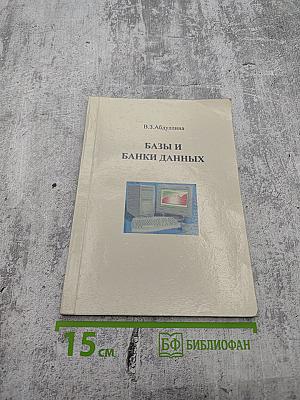 В.З.Абдуллина
БАЗЫ И
БАНКИ ДАННЫХ
15 см
БФ БИБЛИОФАН